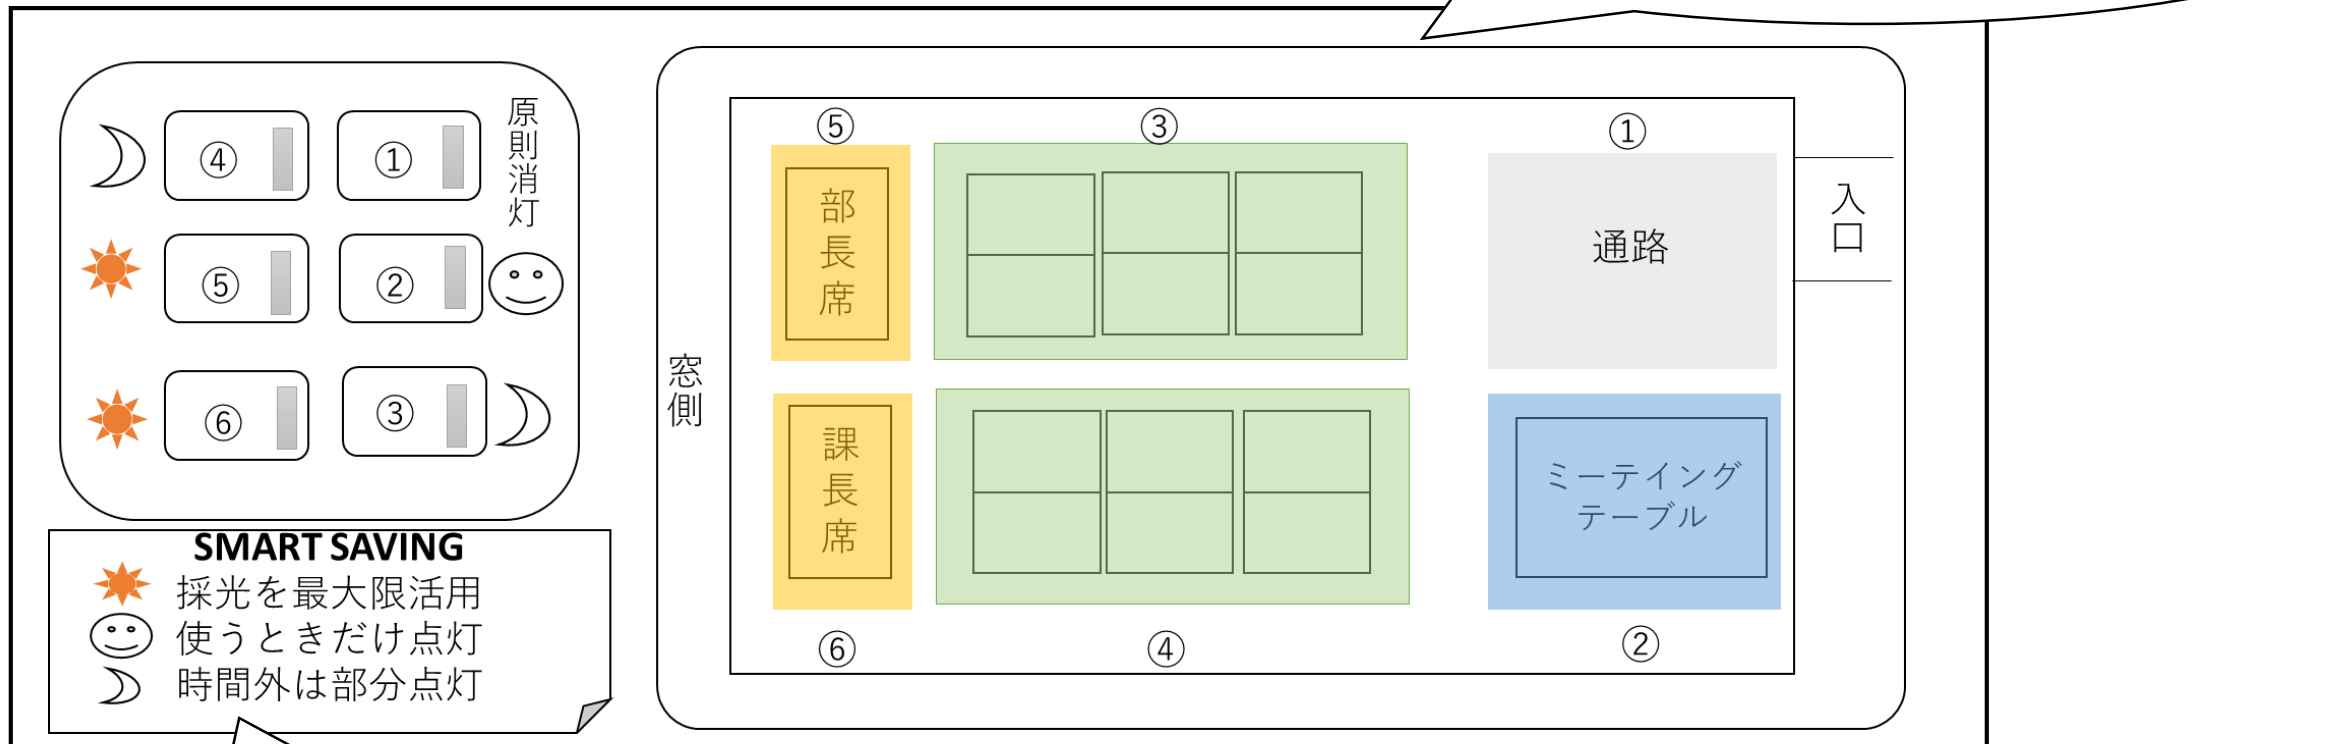 原則消灯
④
①
⑤
②
⑥
③
SMART SAVING
採光を最大限活用
使うときだけ点灯
時間外は部分点灯
窓側
⑤
③
①
部長席
通路
入口
課長席
ミーテイング
テーブル
⑥
④
②